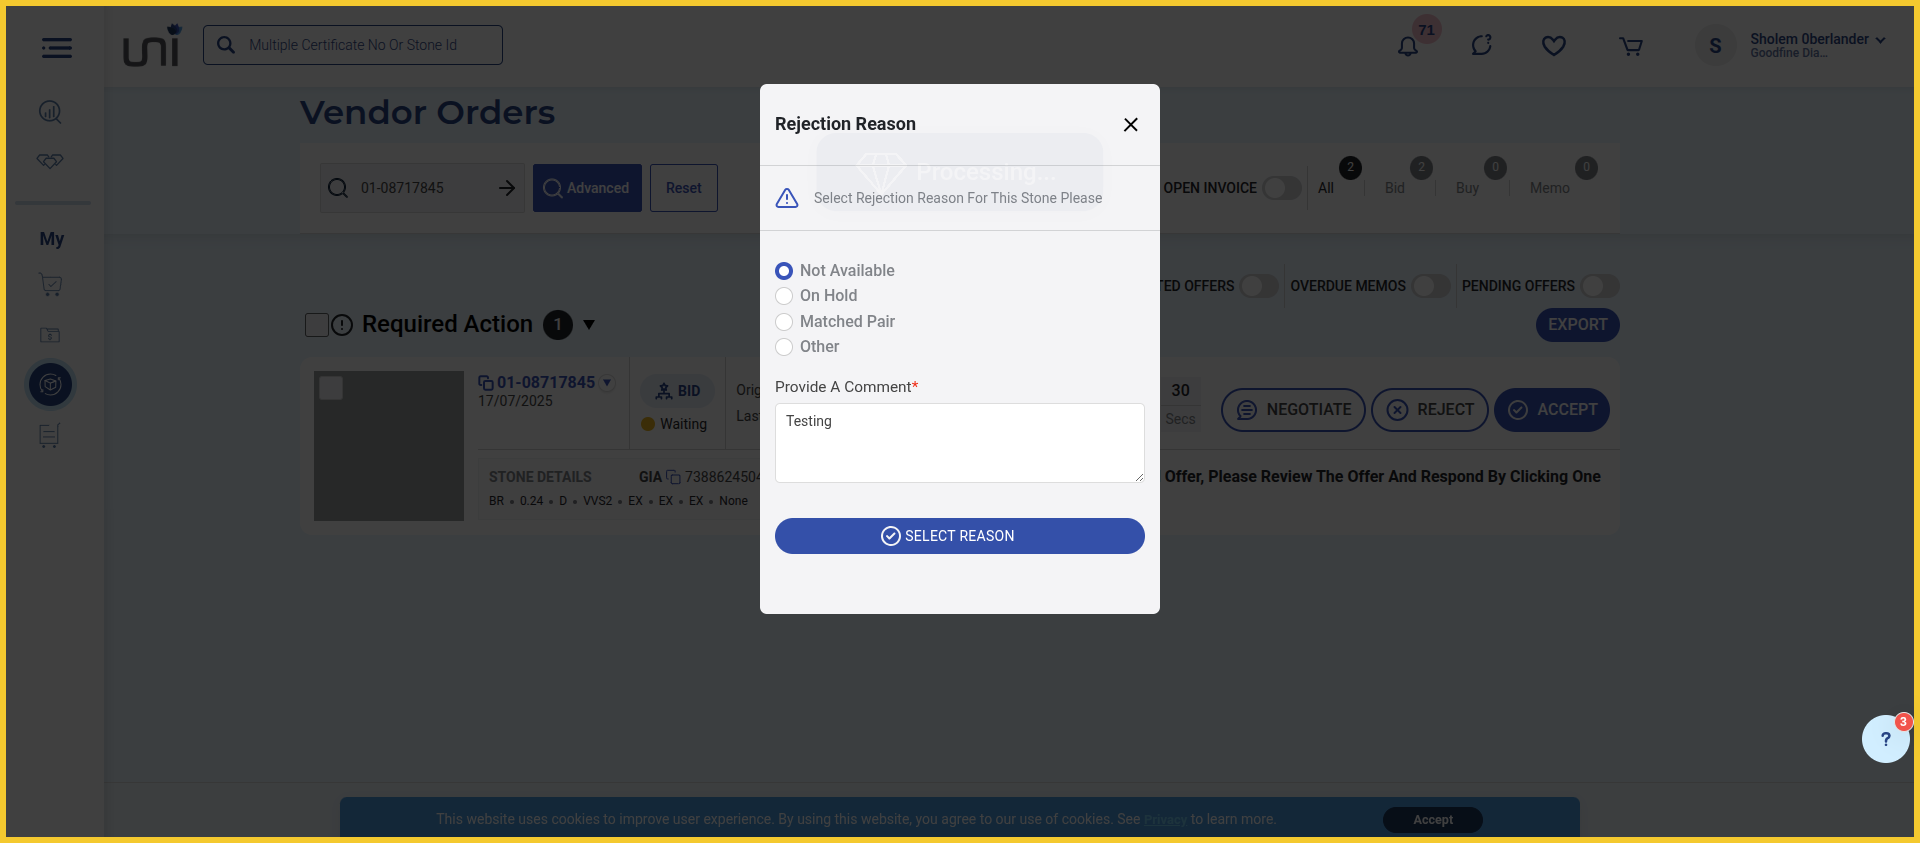 uni
Multiple Certificate No Or Stone Id
71
S
Sholem Oberlander
Goodfine Dia...
Vendor Orders
01-08717845
Advanced
Reset
OPEN INVOICE
All
2
Bid
2
Buy
0
Memo
0
My
TED OFFERS
OVERDUE MEMOS
PENDING OFFERS
Required Action
1
EXPORT
01-08717845
17/07/2025
BID
Waiting
Orig
Las
30
Secs
NEGOTIATE
REJECT
ACCEPT
STONE DETAILS
GIA
7388624504
BR • 0.24 • D • VVS2 • EX • EX • EX • None
Offer, Please Review The Offer And Respond By Clicking One
Rejection Reason
Processing...
Select Rejection Reason For This Stone Please
Not Available
On Hold
Matched Pair
Other
Provide A Comment*
Testing
SELECT REASON
3
?
This website uses cookies to improve user experience. By using this website, you agree to our use of cookies. See Privacy to learn more.
Accept